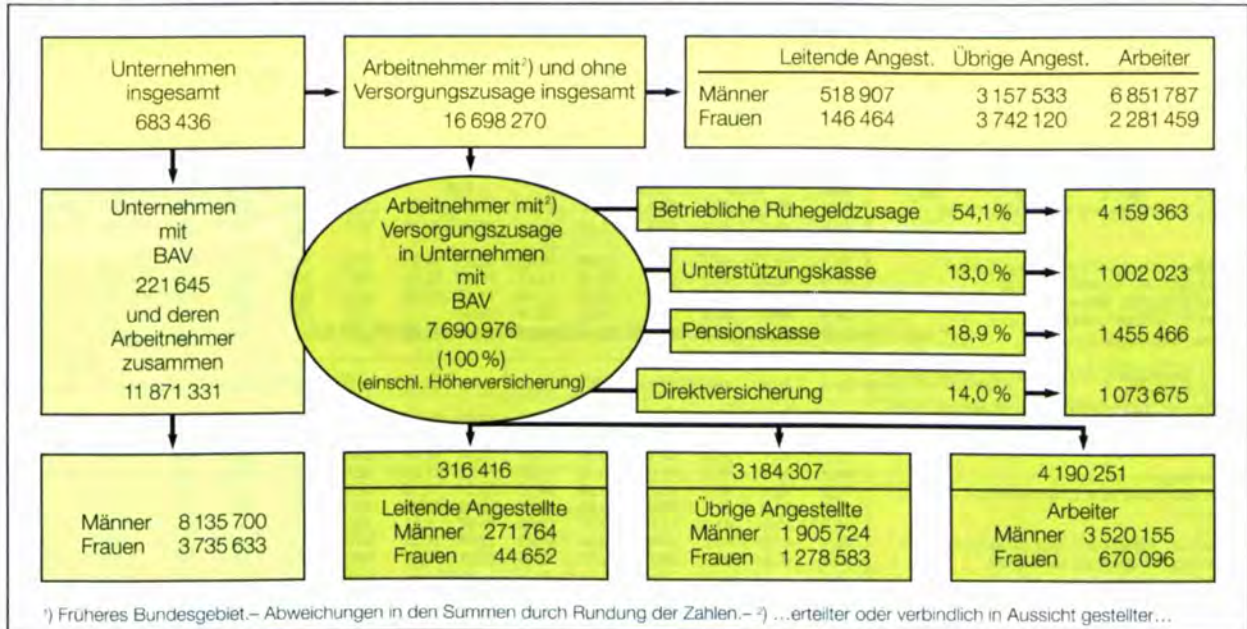 Unternehmen
insgesamt
683 436
Arbeitnehmer mit²) und ohne
Versorgungszusage insgesamt
16 698 270
Leitende Angest. Übrige Angest. Arbeiter
Männer 518 907 3 157 533 6 851 787
Frauen 146 464 3 742 120 2 281 459
Unternehmen
mit
BAV
221 645
und deren
Arbeitnehmer
zusammen
11 871 331
Arbeitnehmer mit²)
Versorgungszusage
in Unternehmen
mit
BAV
7 690 976
(100 %)
(einschl. Höherversicherung)
Betriebliche Ruhegeldzusage 54,1 % 4 159 363
Unterstützungskasse 13,0 % 1 002 023
Pensionskasse 18,9 % 1 455 466
Direktversicherung 14,0 % 1 073 675
Männer 8 135 700
Frauen 3 735 633
316 416
Leitende Angestellte
Männer 271 764
Frauen 44 652
3 184 307
Übrige Angestellte
Männer 1 905 724
Frauen 1 278 583
4 190 251
Arbeiter
Männer 3 520 155
Frauen 670 096
¹) Früheres Bundesgebiet.– Abweichungen in den Summen durch Rundung der Zahlen.– ²) ...erteilter oder verbindlich in Aussicht gestellter...